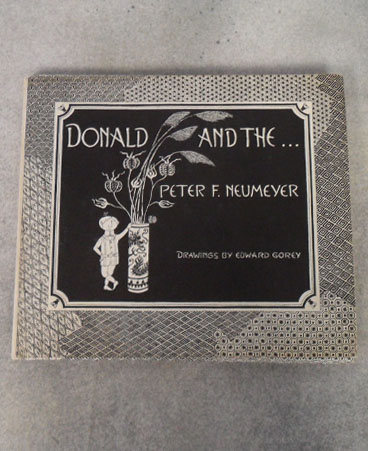 DONALD AND THE ...
PETER F. NEUMEYER
DRAWINGS BY EDWARD GOREY